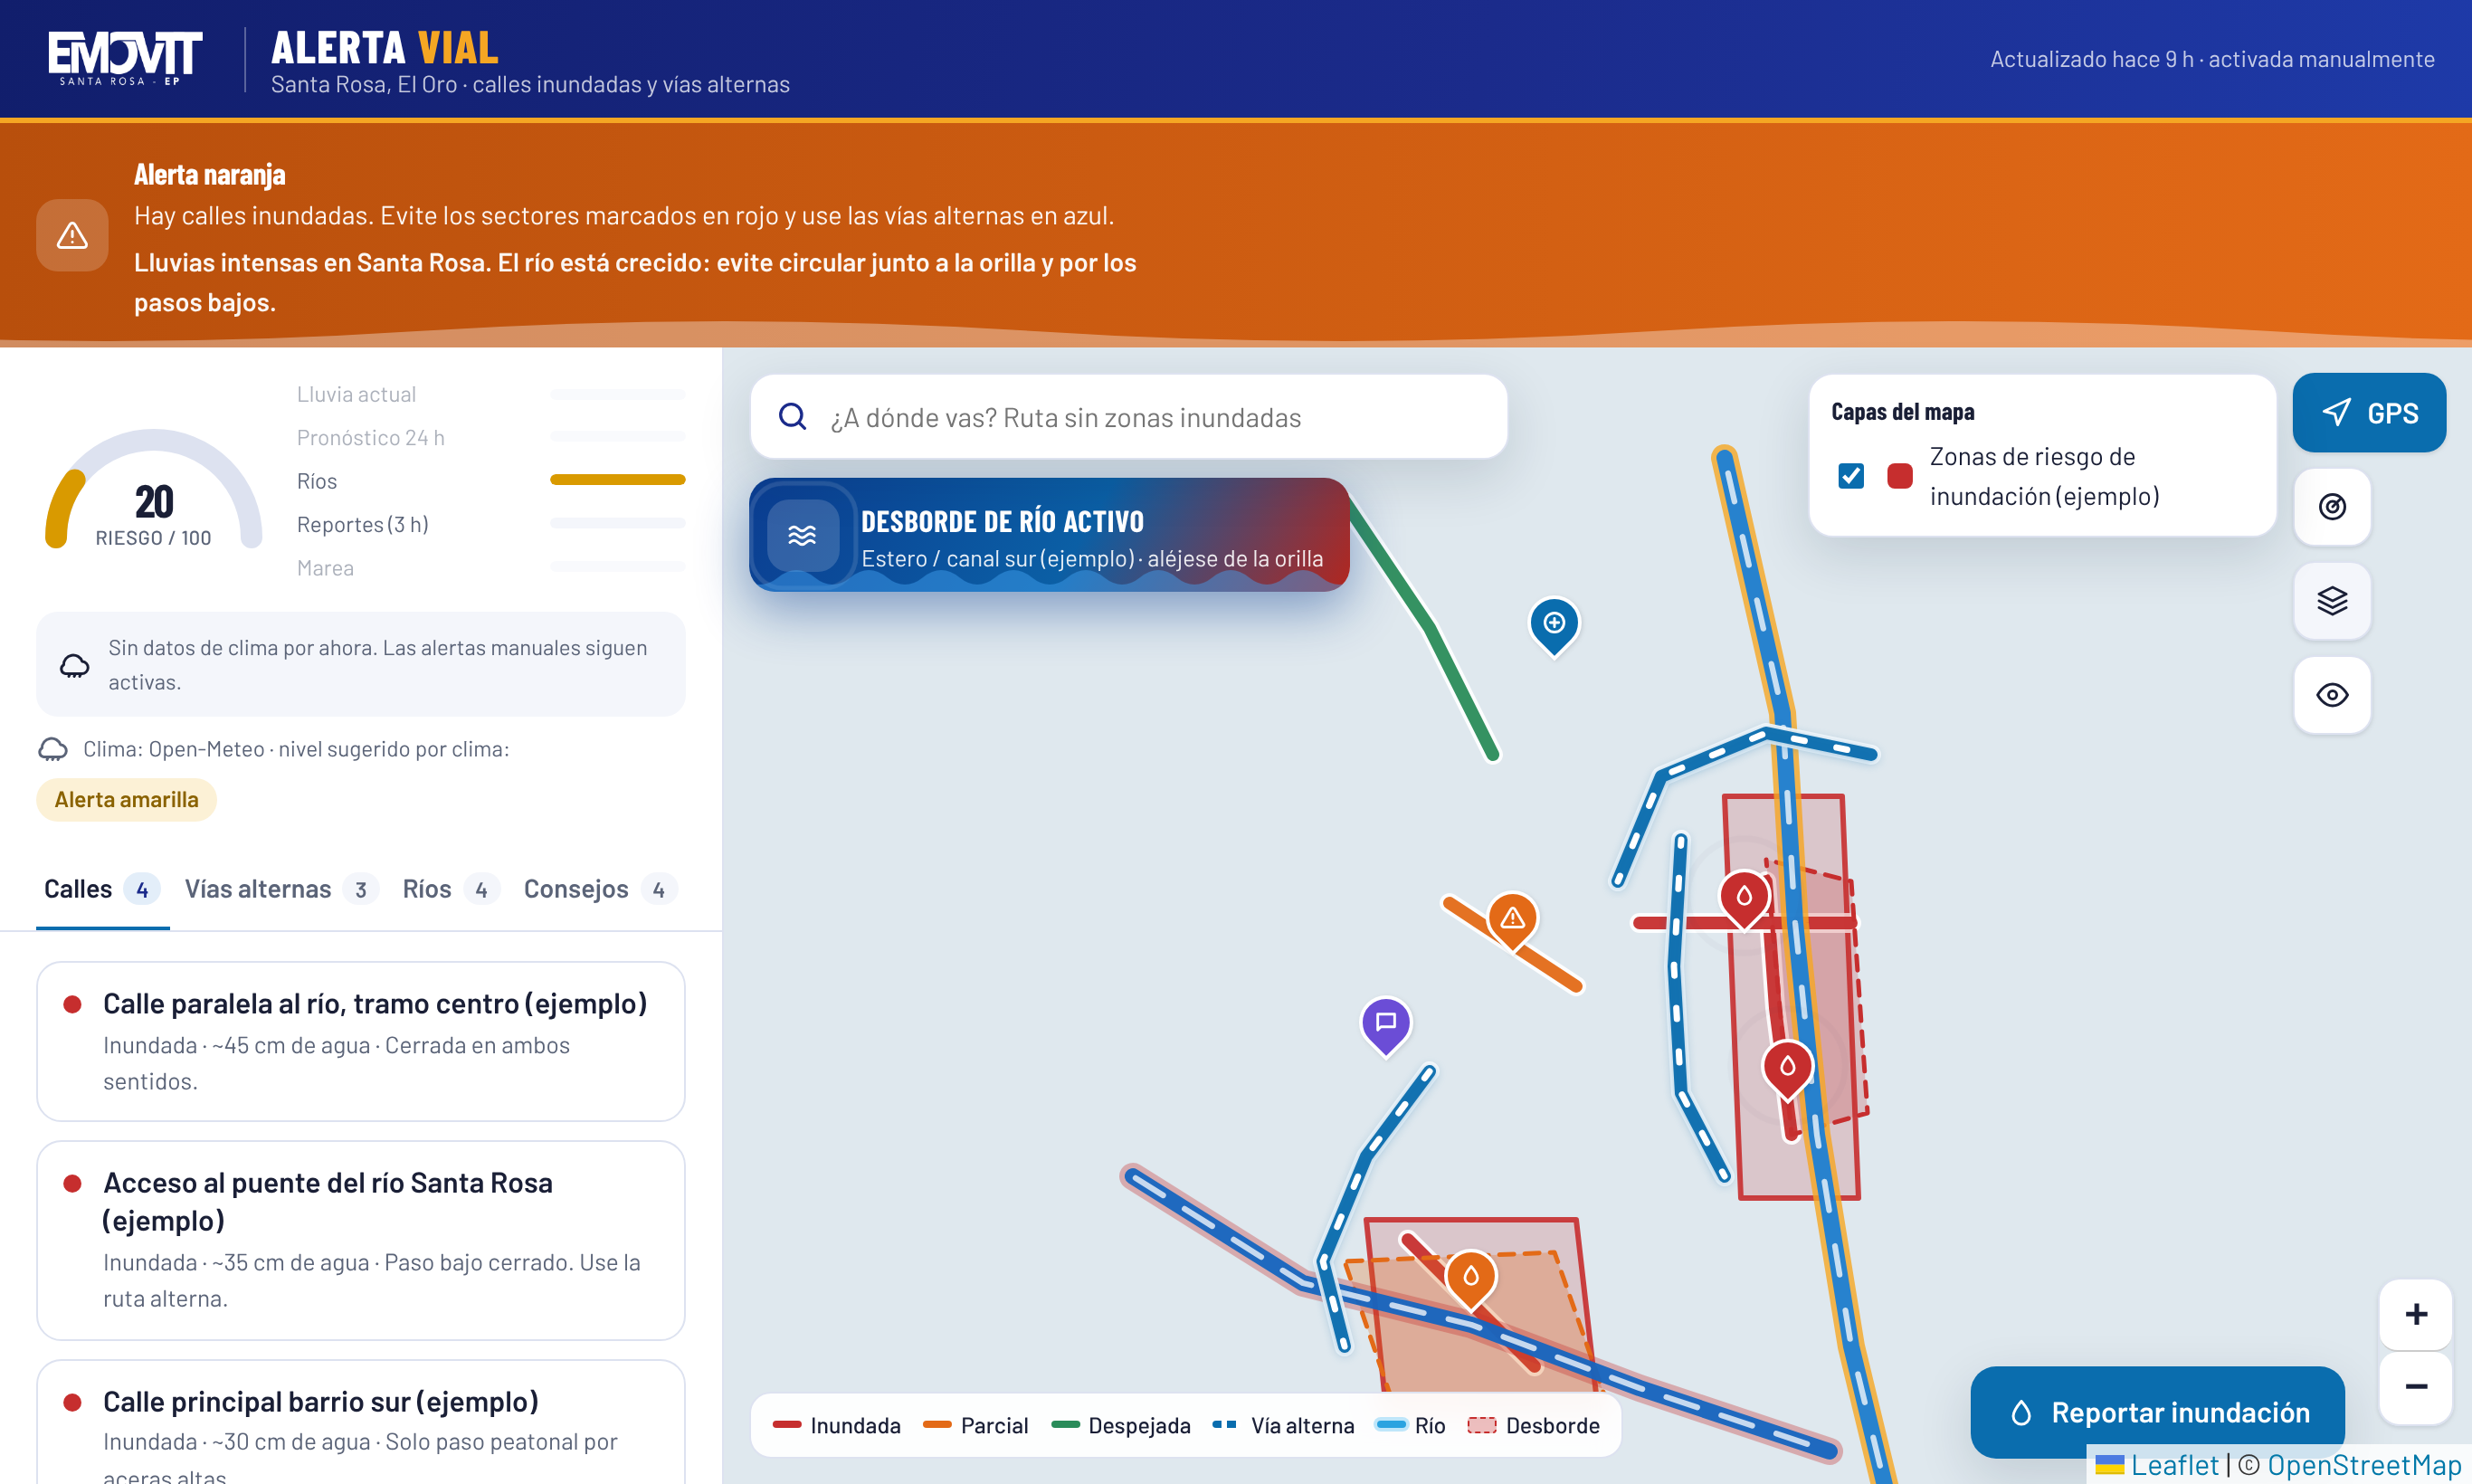 EMOVTT
SANTA ROSA - EP
ALERTA VIAL
Santa Rosa, El Oro · calles inundadas y vías alternas
Actualizado hace 9 h · activada manualmente
Alerta naranja
Hay calles inundadas. Evite los sectores marcados en rojo y use las vías alternas en azul.
Lluvias intensas en Santa Rosa. El río está crecido: evite circular junto a la orilla y por los
pasos bajos.
20
RIESGO / 100
Lluvia actual
Pronóstico 24 h
Ríos
Reportes (3 h)
Marea
Sin datos de clima por ahora. Las alertas manuales siguen
activas.
Clima: Open-Meteo · nivel sugerido por clima:
Alerta amarilla
Calles 4 Vías alternas 3 Ríos 4 Consejos 4
Calle paralela al río, tramo centro (ejemplo)
Inundada · ~45 cm de agua · Cerrada en ambos
sentidos.
Acceso al puente del río Santa Rosa
(ejemplo)
Inundada · ~35 cm de agua · Paso bajo cerrado. Use la
ruta alterna.
Calle principal barrio sur (ejemplo)
Inundada · ~30 cm de agua · Solo paso peatonal por
aceras altas.
¿A dónde vas? Ruta sin zonas inundadas
DESBORDE DE RÍO ACTIVO
Estero / canal sur (ejemplo) · aléjese de la orilla
Capas del mapa
Zonas de riesgo de
inundación (ejemplo)
GPS
+
−
Inundada Parcial Despejada Vía alterna Río Desborde
Reportar inundación
Leaflet | © OpenStreetMap